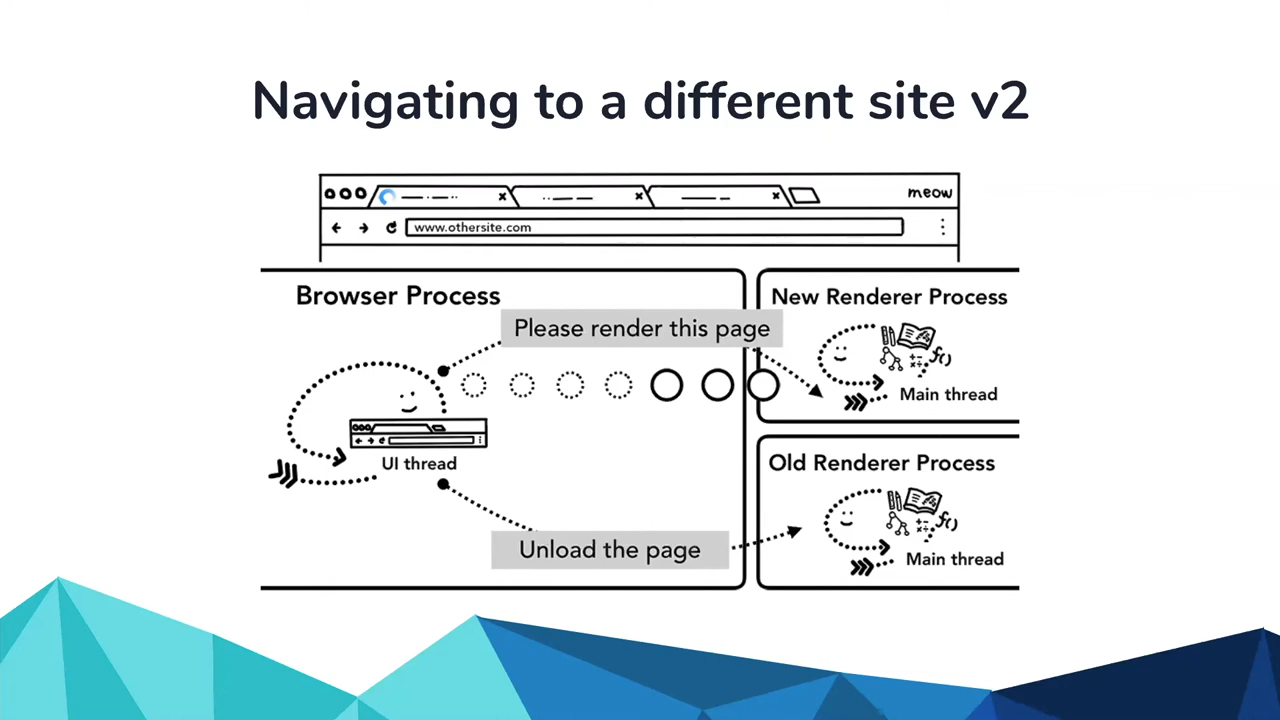 Navigating to a different site v2
meow
www.othersite.com
Browser Process
Please render this page
UI thread
Unload the page
New Renderer Process
f()
Main thread
Old Renderer Process
f()
Main thread